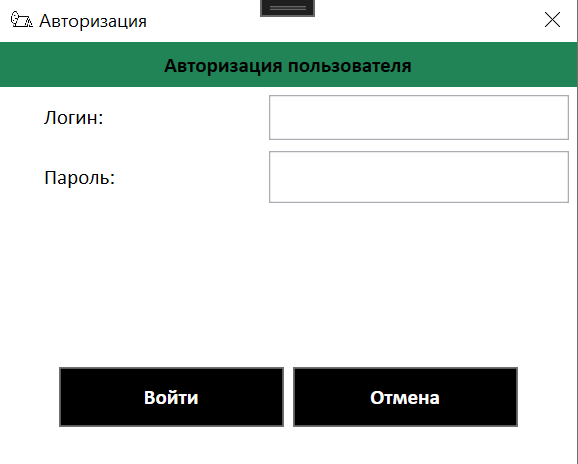 Авторизация
Авторизация пользователя
Логин:
Пароль:
Войти Отмена